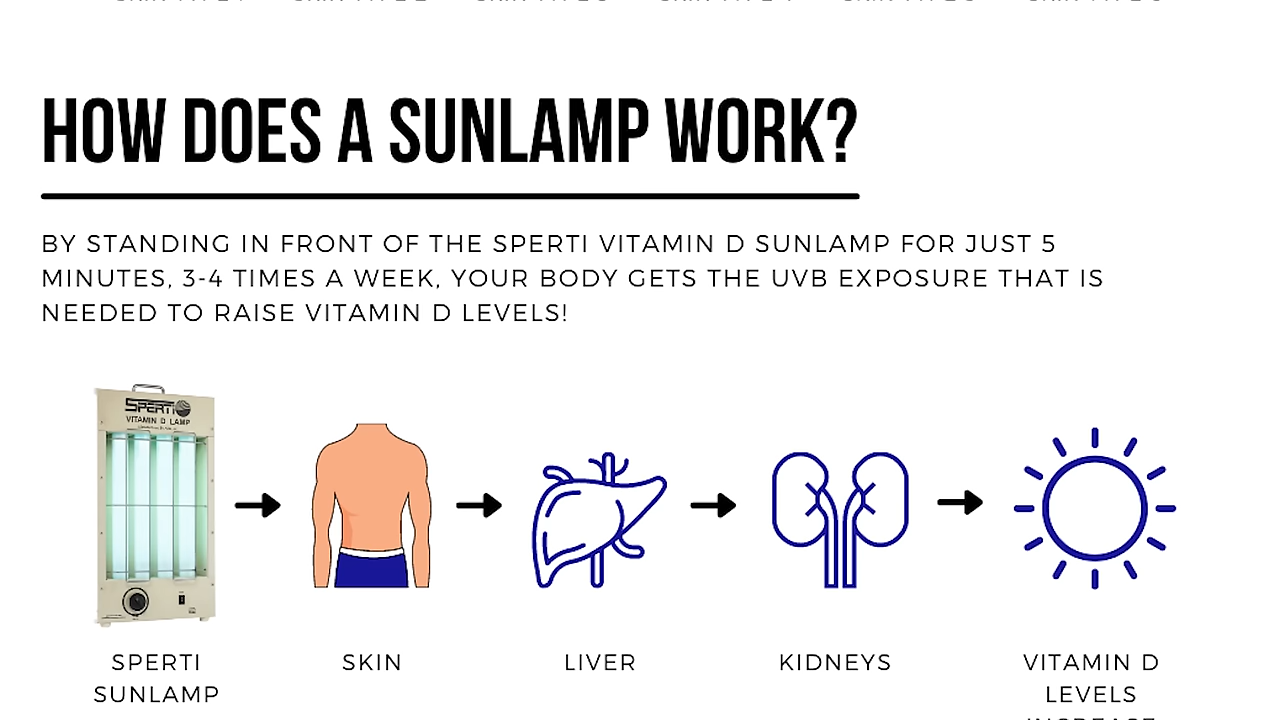 HOW DOES A SUNLAMP WORK?
BY STANDING IN FRONT OF THE SPERTI VITAMIN D SUNLAMP FOR JUST 5
MINUTES, 3-4 TIMES A WEEK, YOUR BODY GETS THE UVB EXPOSURE THAT IS
NEEDED TO RAISE VITAMIN D LEVELS!
SPERTI
VITAMIN D LAMP
SPERTI
SUNLAMP
SKIN
LIVER
KIDNEYS
VITAMIN D
LEVELS